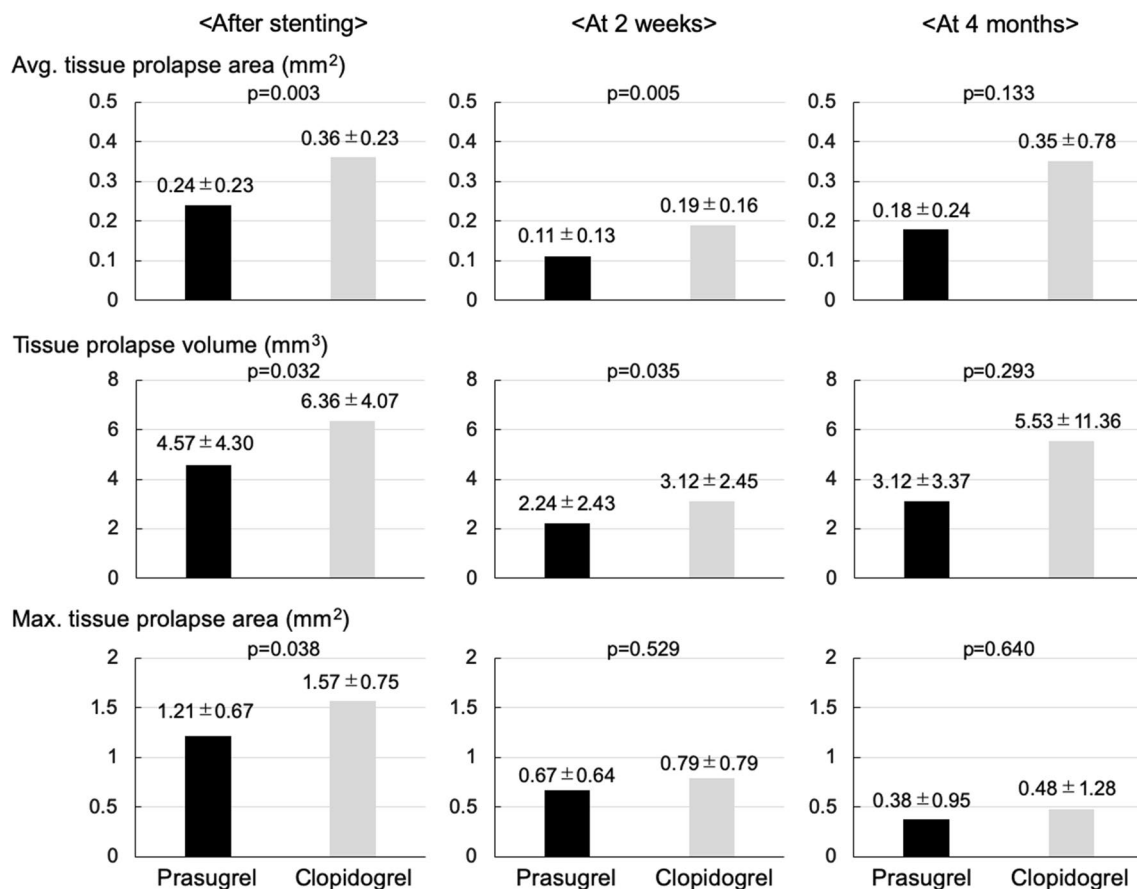 <After stenting> <At 2 weeks> <At 4 months>
Avg. tissue prolapse area (mm²)
p=0.003 p=0.005 p=0.133
0.5 0.5 0.5
0.36±0.23 0.35±0.78
0.4 0.4 0.4
0.24±0.23
0.3 0.3 0.3
0.19±0.16 0.18±0.24
0.2 0.11±0.13 0.2 0.2
0.1 0.1 0.1
0 0 0
Tissue prolapse volume (mm³)
p=0.032 p=0.035 p=0.293
8 8 8
6.36±4.07 5.53±11.36
6 6 6
4.57±4.30 3.12±2.45 3.12±3.37
4 2.24±2.43 4 4
2 2 2
0 0 0
Max. tissue prolapse area (mm²)
p=0.038 p=0.529 p=0.640
2 2 2
1.57±0.75
1.21±0.67
1.5 1.5 1.5
0.67±0.64 0.79±0.79 0.38±0.95 0.48±1.28
1 1 1
0.5 0.5 0.5
0 0 0
Prasugrel Clopidogrel Prasugrel Clopidogrel Prasugrel Clopidogrel